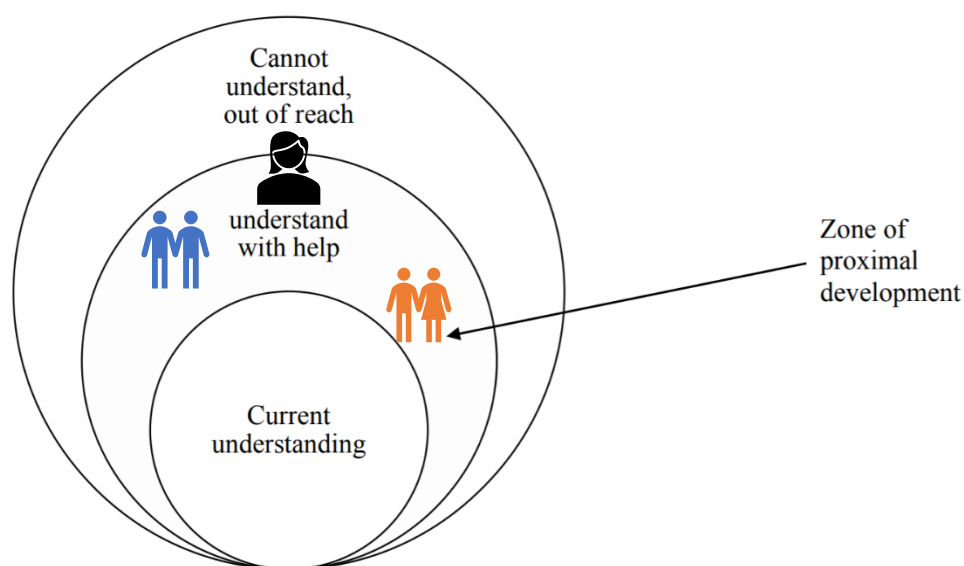 Cannot
understand,
out of reach
understand
with help
Zone of
proximal
development
Current
understanding